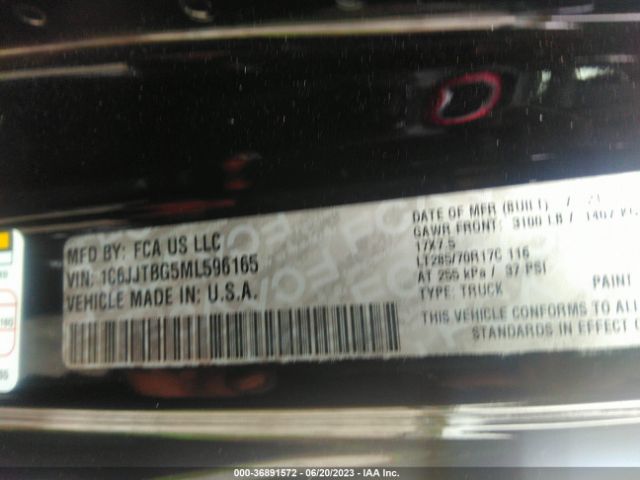 MFD BY: FCA US LLC
VIN: 1C6JJTBG5ML596165
VEHICLE MADE IN: U.S.A.
DATE OF MFR (BUILT) / 21
GAWR FRONT: 3100 LB /
17X7.5
LT285/70R17C 116
AT 255 kPa / 37 PSI
TYPE: TRUCK
PAINT
THIS VEHICLE CONFORMS TO ALL
STANDARDS IN EFFECT
000-36891572 / 06/20/2023 - IAA Inc.